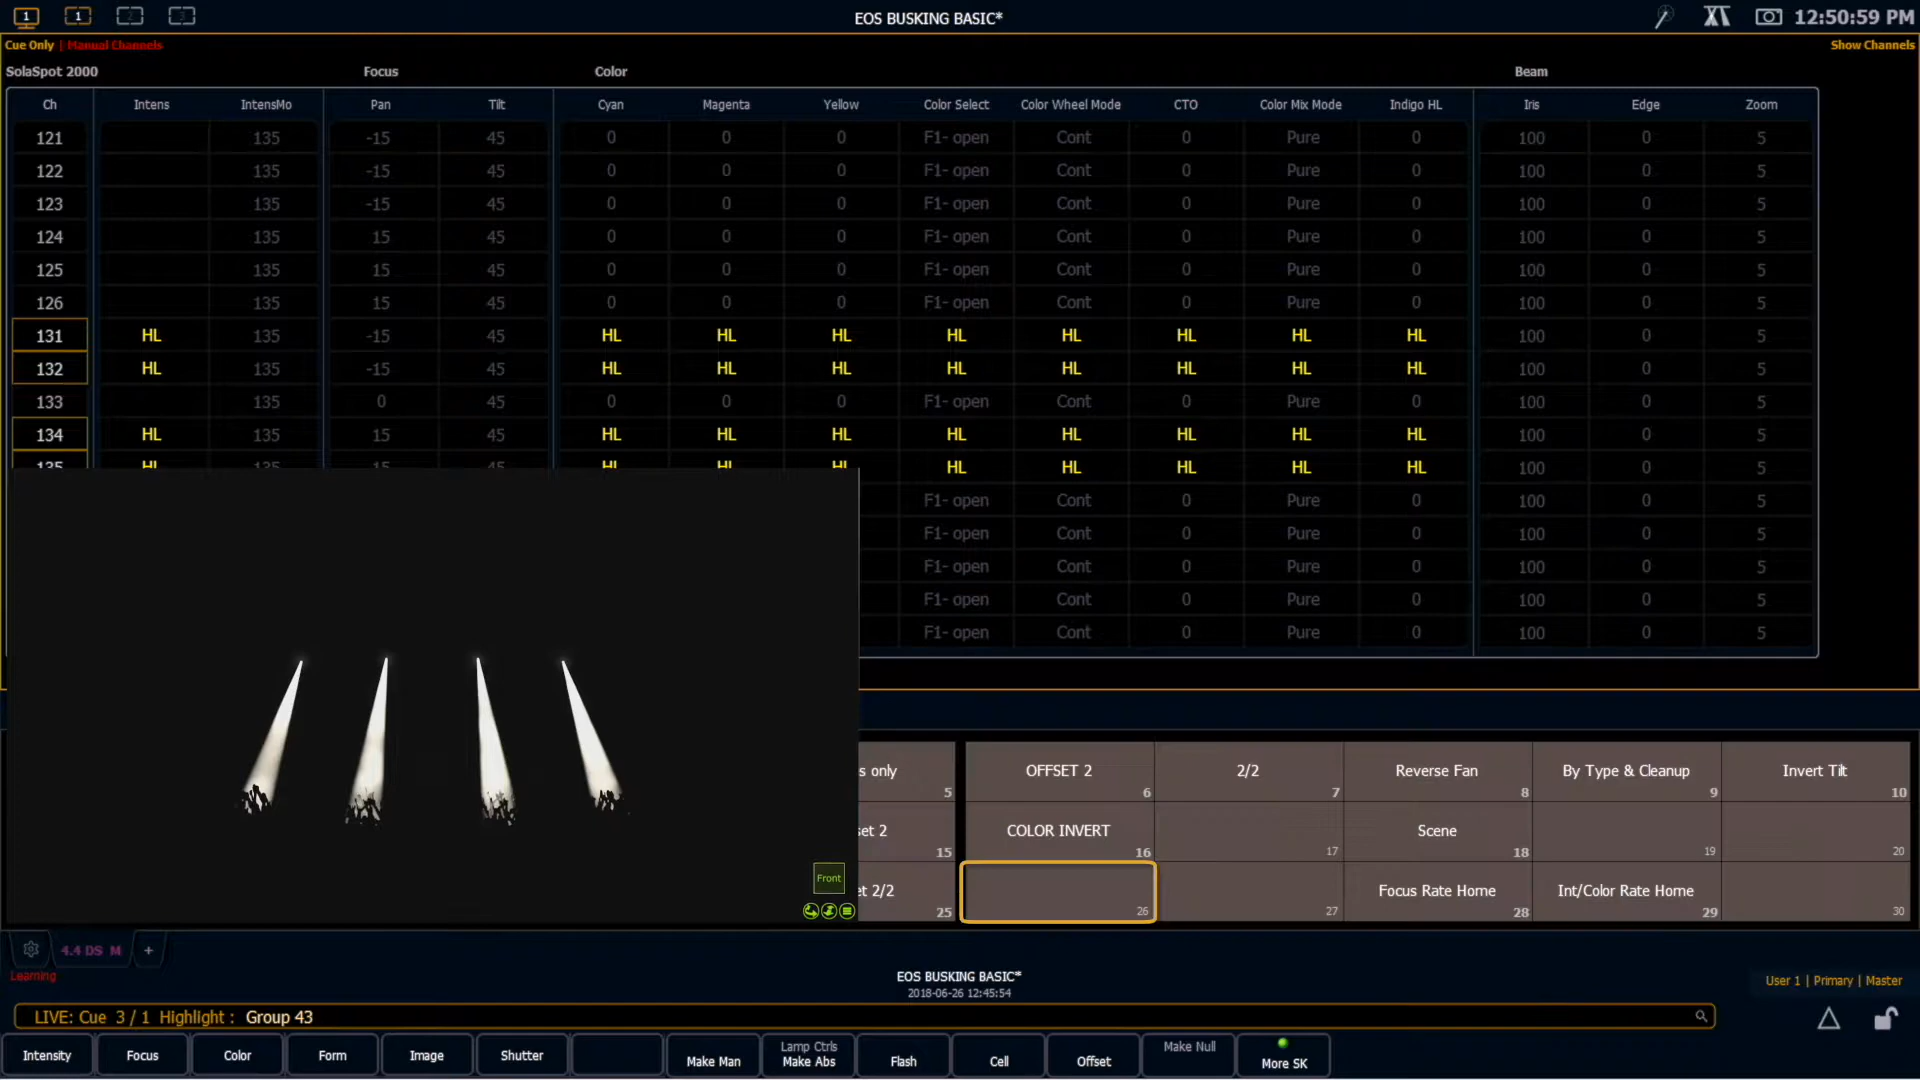 1 1 2 3 EOS BUSKING BASIC* 12:50:59 PM
Cue Only | Manual Channels Show Channels
SolaSpot 2000 Focus Color Beam
Ch Intens IntensMo Pan Tilt Cyan Magenta Yellow Color Select Color Wheel Mode CTO Color Mix Mode Indigo HL Iris Edge Zoom
121 135 -15 45 0 0 0 F1- open Cont 0 Pure 0 100 0 5
122 135 -15 45 0 0 0 F1- open Cont 0 Pure 0 100 0 5
123 135 -15 45 0 0 0 F1- open Cont 0 Pure 0 100 0 5
124 135 15 45 0 0 0 F1- open Cont 0 Pure 0 100 0 5
125 135 15 45 0 0 0 F1- open Cont 0 Pure 0 100 0 5
126 135 15 45 0 0 0 F1- open Cont 0 Pure 0 100 0 5
131 HL 135 -15 45 HL HL HL HL HL HL HL HL 100 0 5
132 HL 135 -15 45 HL HL HL HL HL HL HL HL 100 0 5
133 135 0 45 0 0 0 F1- open Cont 0 Pure 0 100 0 5
134 HL 135 15 45 HL HL HL HL HL HL HL HL 100 0 5
135 HL 135 15 45 HL HL HL HL HL HL HL HL 100 0 5
F1- open Cont 0 Pure 0 100 0 5
F1- open Cont 0 Pure 0 100 0 5
F1- open Cont 0 Pure 0 100 0 5
F1- open Cont 0 Pure 0 100 0 5
F1- open Cont 0 Pure 0 100 0 5
s only 5 OFFSET 2 6 2/2 7 Reverse Fan 8 By Type & Cleanup 9 Invert Tilt 10
set 2 15 COLOR INVERT 16 17 Scene 18 19 20
et 2/2 25 26 27 Focus Rate Home 28 Int/Color Rate Home 29 30
Front
4.4 DS M +
Learning
EOS BUSKING BASIC*
2018-06-26 12:45:54
User 1 | Primary | Master
LIVE: Cue 3 / 1 Highlight : Group 43
Intensity Focus Color Form Image Shutter Make Man Lamp Ctrls Make Abs Flash Cell Offset Make Null More SK